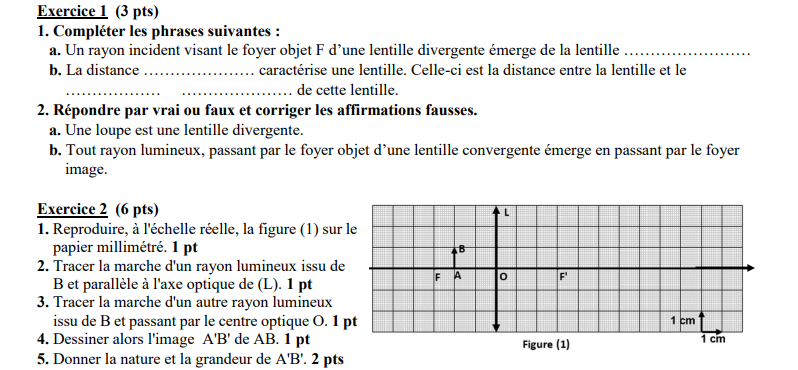 Exercice 1 (3 pts)
1. Compléter les phrases suivantes :
a. Un rayon incident visant le foyer objet F d'une lentille divergente émerge de la lentille ……………………
b. La distance ………………… caractérise une lentille. Celle-ci est la distance entre la lentille et le
……………… ………………… de cette lentille.
2. Répondre par vrai ou faux et corriger les affirmations fausses.
a. Une loupe est une lentille divergente.
b. Tout rayon lumineux, passant par le foyer objet d'une lentille convergente émerge en passant par le foyer
image.
Exercice 2 (6 pts)
1. Reproduire, à l'échelle réelle, la figure (1) sur le
papier millimétré. 1 pt
2. Tracer la marche d'un rayon lumineux issu de
B et parallèle à l'axe optique de (L). 1 pt
3. Tracer la marche d'un autre rayon lumineux
issu de B et passant par le centre optique O. 1 pt
4. Dessiner alors l'image A'B' de AB. 1 pt
5. Donner la nature et la grandeur de A'B'. 2 pts
L
B
F A O F'
1 cm
1 cm
Figure (1)